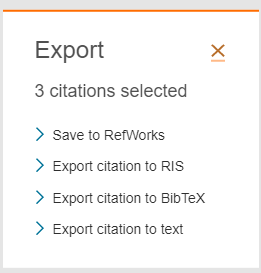 Export
3 citations selected
Save to RefWorks
Export citation to RIS
Export citation to BibTeX
Export citation to text